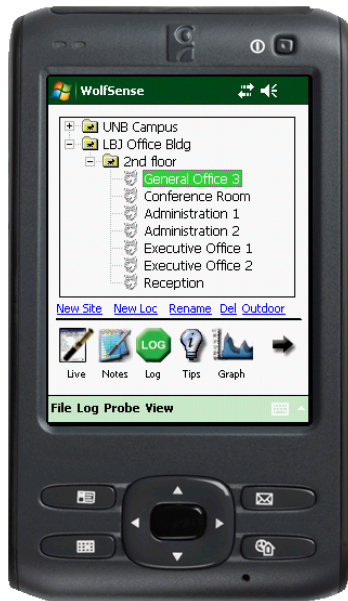 WolfSense
UNB Campus
LBJ Office Bldg
2nd floor
General Office 3
Conference Room
Administration 1
Administration 2
Executive Office 1
Executive Office 2
Reception
New Site New Loc Rename Del Outdoor
LOG
Live Notes Log Tips Graph
File Log Probe View